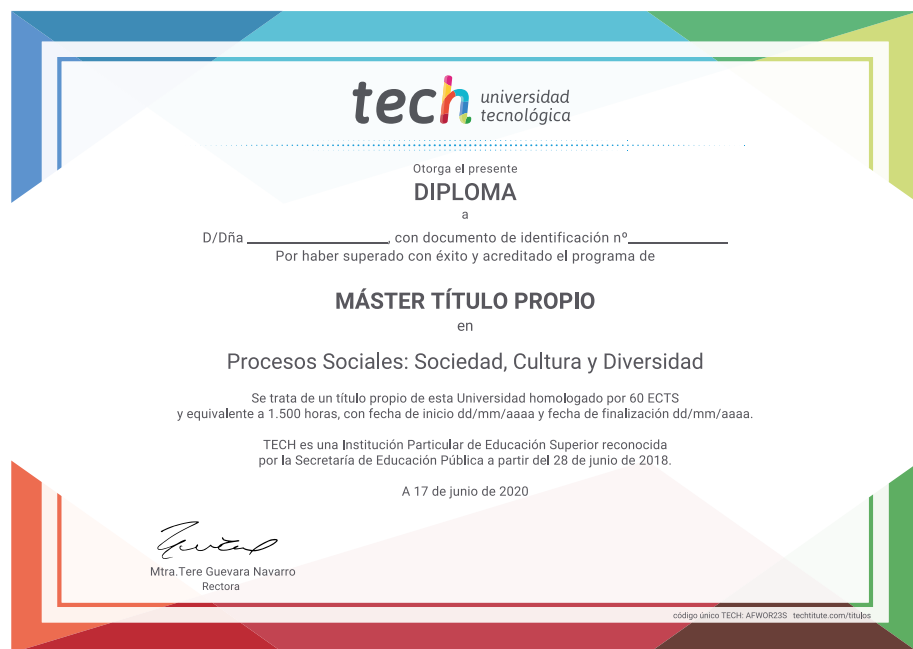 tech universidad
tecnológica
Otorga el presente
DIPLOMA
a
D/Dña ____________________, con documento de identificación nº______________
Por haber superado con éxito y acreditado el programa de
MÁSTER TÍTULO PROPIO
en
Procesos Sociales: Sociedad, Cultura y Diversidad
Se trata de un título propio de esta Universidad homologado por 60 ECTS
y equivalente a 1.500 horas, con fecha de inicio dd/mm/aaaa y fecha de finalización dd/mm/aaaa.
TECH es una Institución Particular de Educación Superior reconocida
por la Secretaría de Educación Pública a partir del 28 de junio de 2018.
A 17 de junio de 2020
Mtra.Tere Guevara Navarro
Rectora
código único TECH: AFWOR23S techtitute.com/titulos